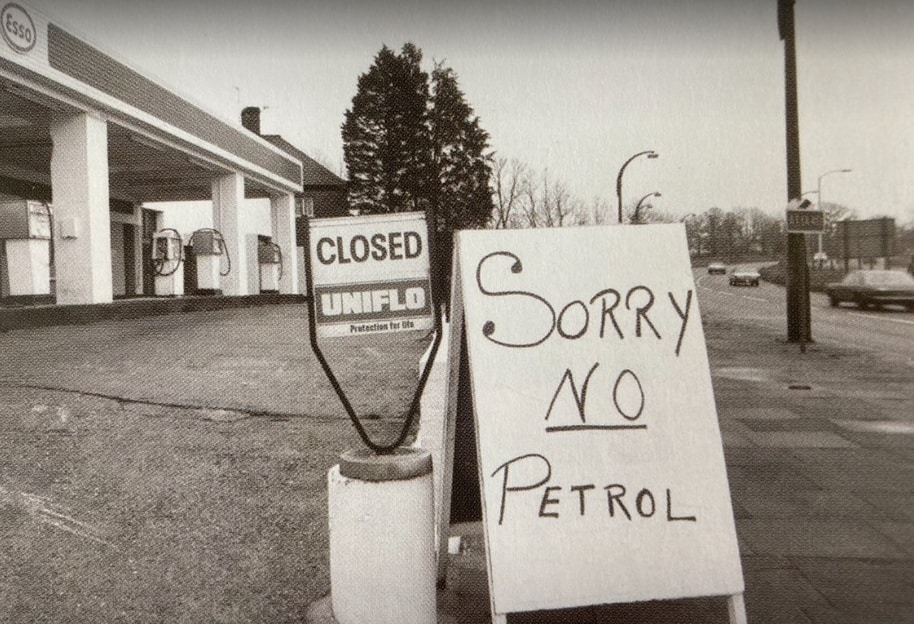 Esso
CLOSED
UNIFLO
Protection for life
SORRY
NO
PETROL